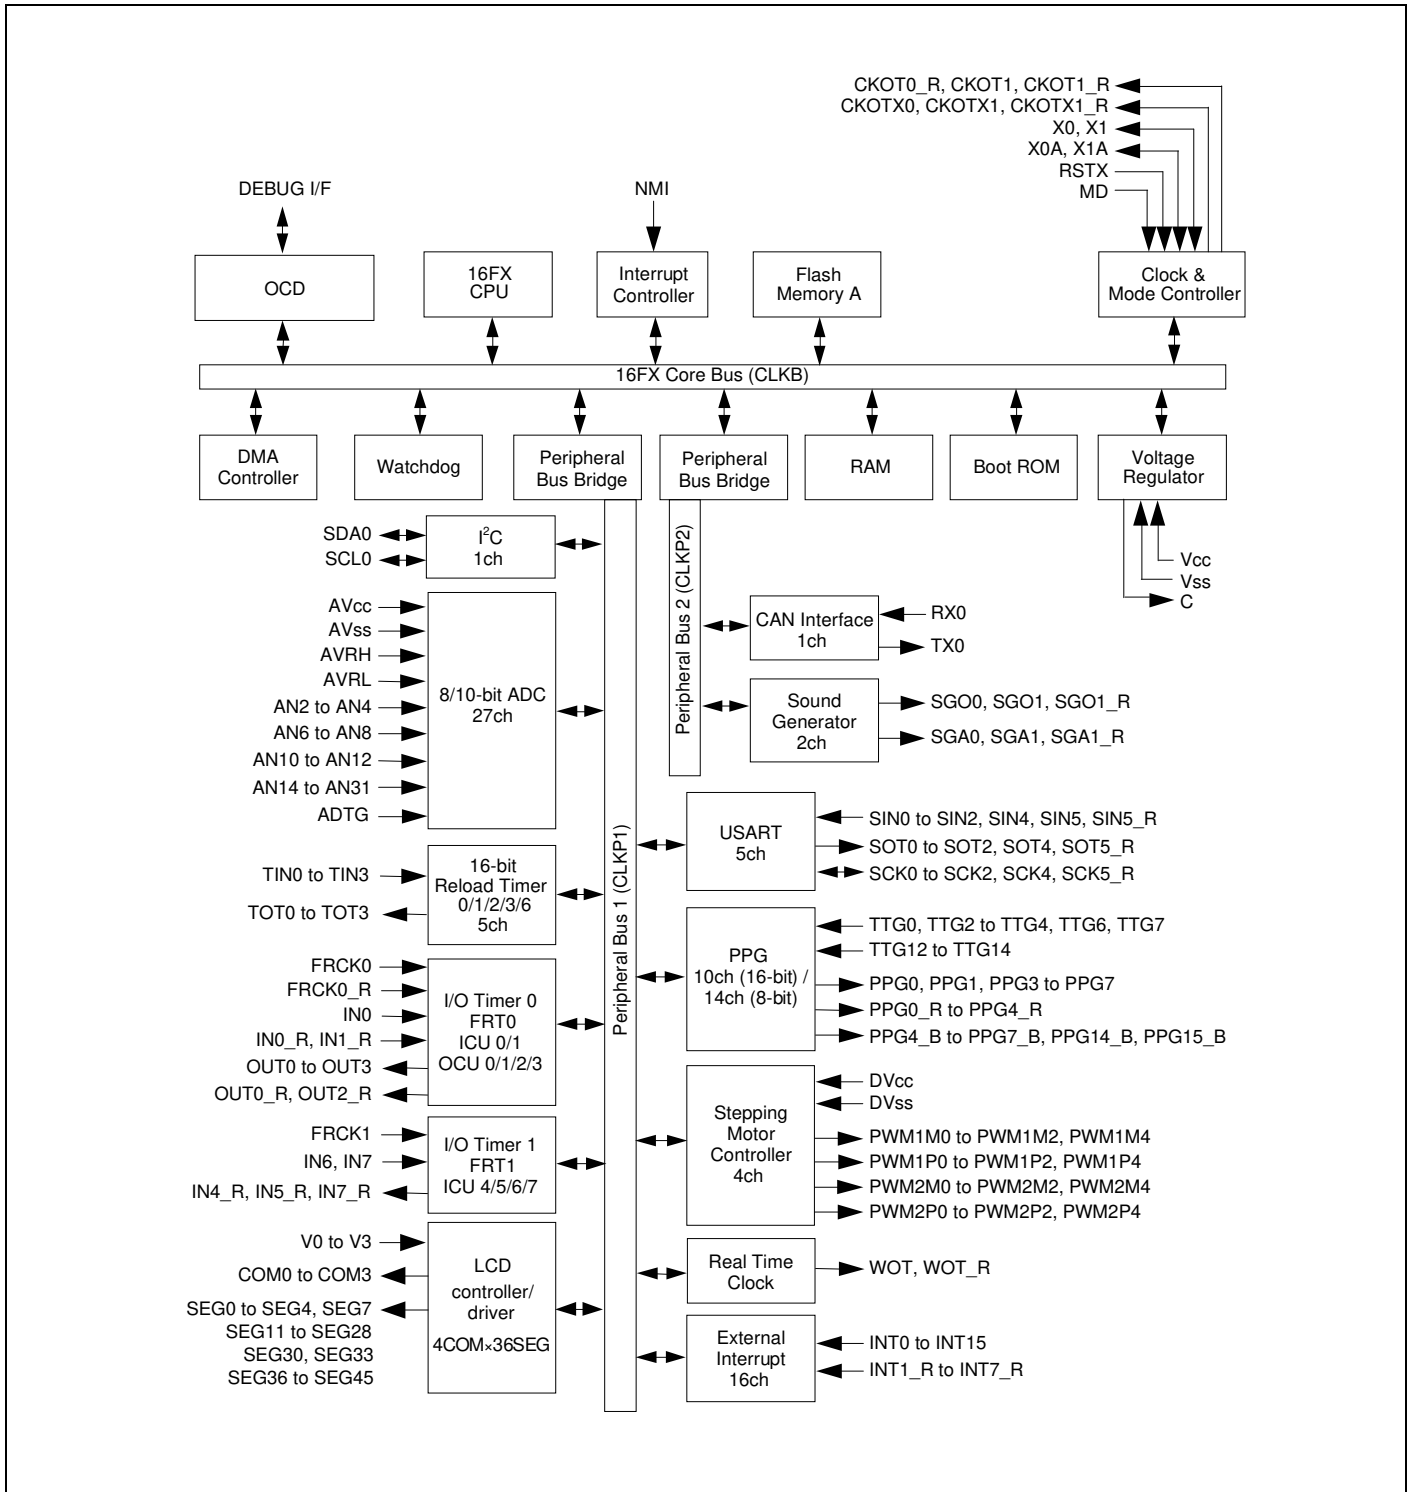 CKOT0_R, CKOT1, CKOT1_R
CKOTX0, CKOTX1, CKOTX1_R
X0, X1
X0A, X1A
RSTX
MD
DEBUG I/F
NMI
OCD
16FX
CPU
Interrupt
Controller
Flash
Memory A
Clock &
Mode Controller
16FX Core Bus (CLKB)
DMA
Controller
Watchdog
Peripheral
Bus Bridge
Peripheral
Bus Bridge
RAM
Boot ROM
Voltage
Regulator
Vcc
Vss
C
Peripheral Bus 1 (CLKP1)
Peripheral Bus 2 (CLKP2)
SDA0
SCL0
I²C
1ch
AVcc
AVss
AVRH
AVRL
AN2 to AN4
AN6 to AN8
AN10 to AN12
AN14 to AN31
ADTG
8/10-bit ADC
27ch
TIN0 to TIN3
TOT0 to TOT3
16-bit
Reload Timer
0/1/2/3/6
5ch
FRCK0
FRCK0_R
IN0
IN0_R, IN1_R
OUT0 to OUT3
OUT0_R, OUT2_R
I/O Timer 0
FRT0
ICU 0/1
OCU 0/1/2/3
FRCK1
IN6, IN7
IN4_R, IN5_R, IN7_R
I/O Timer 1
FRT1
ICU 4/5/6/7
V0 to V3
COM0 to COM3
SEG0 to SEG4, SEG7
SEG11 to SEG28
SEG30, SEG33
SEG36 to SEG45
LCD
controller/
driver
4COM×36SEG
CAN Interface
1ch
RX0
TX0
Sound
Generator
2ch
SGO0, SGO1, SGO1_R
SGA0, SGA1, SGA1_R
USART
5ch
SIN0 to SIN2, SIN4, SIN5, SIN5_R
SOT0 to SOT2, SOT4, SOT5_R
SCK0 to SCK2, SCK4, SCK5_R
PPG
10ch (16-bit) /
14ch (8-bit)
TTG0, TTG2 to TTG4, TTG6, TTG7
TTG12 to TTG14
PPG0, PPG1, PPG3 to PPG7
PPG0_R to PPG4_R
PPG4_B to PPG7_B, PPG14_B, PPG15_B
Stepping
Motor
Controller
4ch
DVcc
DVss
PWM1M0 to PWM1M2, PWM1M4
PWM1P0 to PWM1P2, PWM1P4
PWM2M0 to PWM2M2, PWM2M4
PWM2P0 to PWM2P2, PWM2P4
Real Time
Clock
WOT, WOT_R
External
Interrupt
16ch
INT0 to INT15
INT1_R to INT7_R